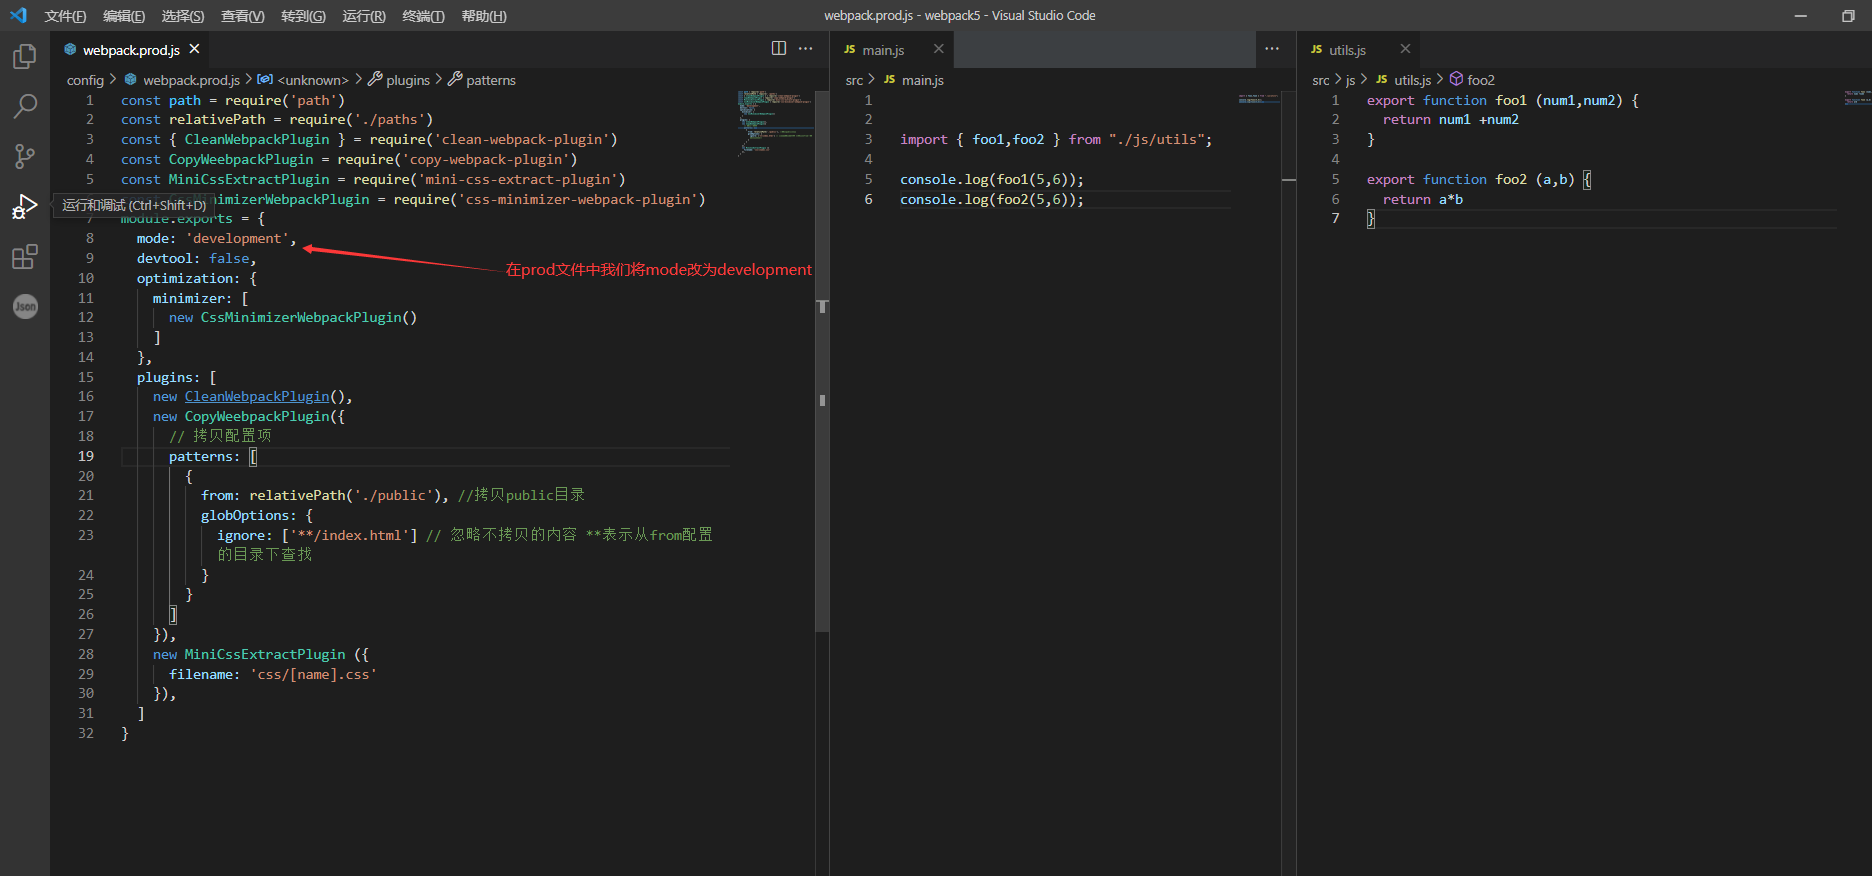 文件(F) 编辑(E) 选择(S) 查看(V) 转到(G) 运行(R) 终端(T) 帮助(H)
webpack.prod.js - webpack5 - Visual Studio Code
webpack.prod.js
config > webpack.prod.js > <unknown> > plugins > patterns
1 const path = require('path')
2 const relativePath = require('./paths')
3 const { CleanWebpackPlugin } = require('clean-webpack-plugin')
4 const CopyWeebpackPlugin = require('copy-webpack-plugin')
5 const MiniCssExtractPlugin = require('mini-css-extract-plugin')
运行和调试 (Ctrl+Shift+D)
nimizerWebpackPlugin = require('css-minimizer-webpack-plugin')
7 module.exports = {
8 mode: 'development',
9 devtool: false,
在prod文件中我们将mode改为development
10 optimization: {
11 minimizer: [
12 new CssMinimizerWebpackPlugin()
13 ]
14 },
15 plugins: [
16 new CleanWebpackPlugin(),
17 new CopyWeebpackPlugin({
18 // 拷贝配置项
19 patterns: [
20 {
21 from: relativePath('./public'), //拷贝public目录
22 globOptions: {
23 ignore: ['**/index.html'] // 忽略不拷贝的内容 **表示从from配置
的目录下查找
24 }
25 }
26 ]
27 }),
28 new MiniCssExtractPlugin ({
29 filename: 'css/[name].css'
30 }),
31 ]
32 }
Json
JS main.js
src > JS main.js
1
2
3 import { foo1,foo2 } from "./js/utils";
4
5 console.log(foo1(5,6));
6 console.log(foo2(5,6));
JS utils.js
src > js > JS utils.js > foo2
1 export function foo1 (num1,num2) {
2 return num1 +num2
3 }
4
5 export function foo2 (a,b) {
6 return a*b
7 }